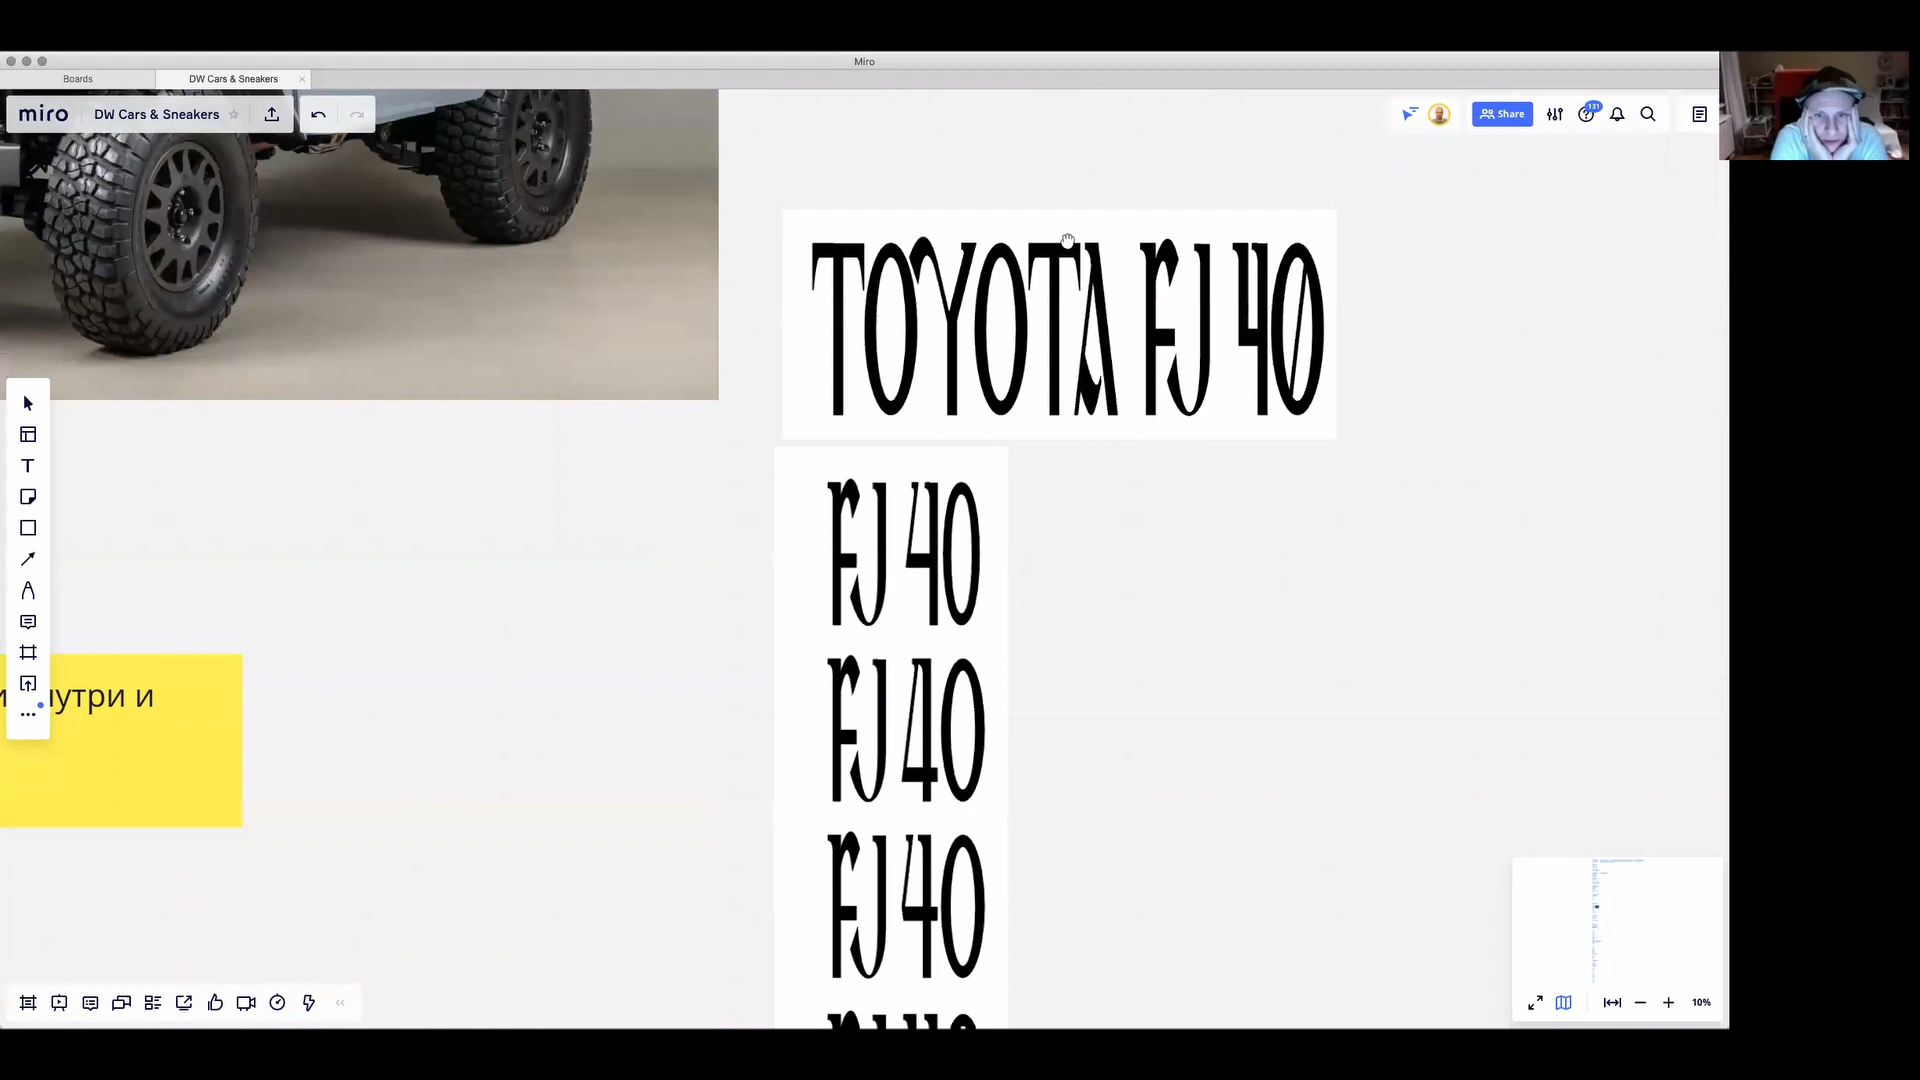 Miro
Boards
DW Cars & Sneakers
miro
DW Cars & Sneakers
Share
131
TOYOTA FJ 40
FJ 40
FJ 40
FJ 40
утри и
10%